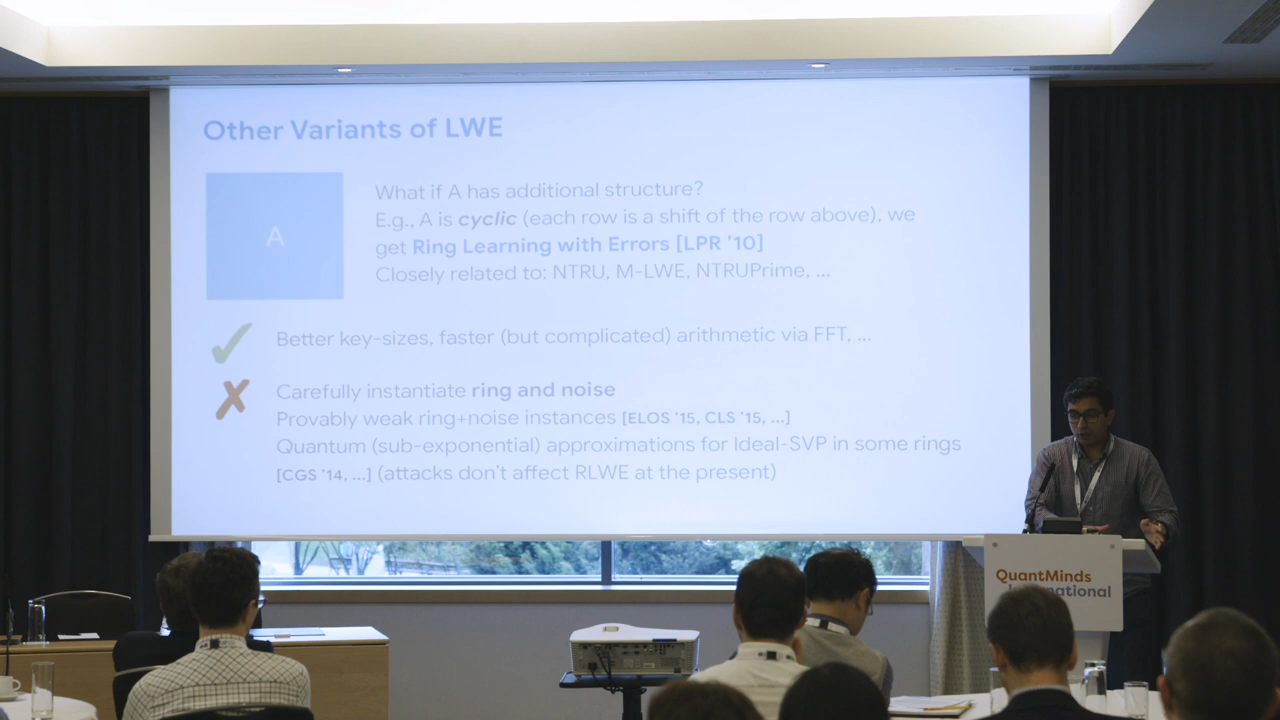 Other Variants of LWE
A
What if A has additional structure?
E.g., A is cyclic (each row is a shift of the row above), we
get Ring Learning with Errors [LPR '10]
Closely related to: NTRU, M-LWE, NTRUPrime, ...
✓
Better key-sizes, faster (but complicated) arithmetic via FFT, ...
✗
Carefully instantiate ring and noise
Provably weak ring+noise instances [ELOS '15, CLS '15, ...]
Quantum (sub-exponential) approximations for Ideal-SVP in some rings
[CGS '14, ...] (attacks don't affect RLWE at the present)
QuantMinds